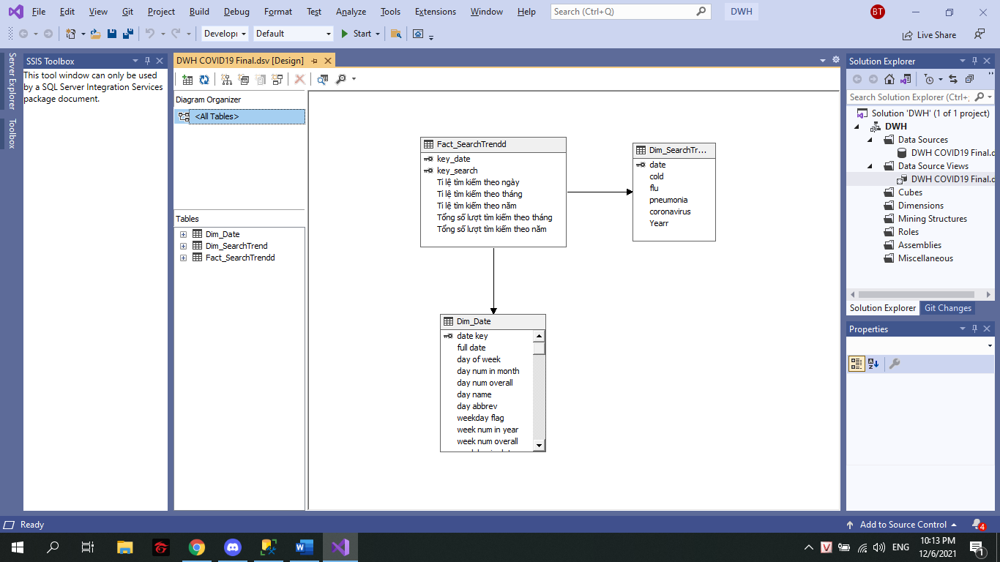 File Edit View Git Project Build Debug Format Test Analyze Tools Extensions Window Help Search (Ctrl+Q) DWH BT
Developı Default Start Live Share
Server Explorer
Toolbox
SSIS Toolbox
This tool window can only be used
by a SQL Server Integration Services
package document.
DWH COVID19 Final.dsv [Design]
Diagram Organizer
<All Tables>
Tables
Dim_Date
Dim_SearchTrend
Fact_SearchTrendd
Fact_SearchTrendd
key_date
key_search
Tỉ lệ tìm kiếm theo ngày
Tỉ lệ tìm kiếm theo tháng
Tỉ lệ tìm kiếm theo năm
Tổng số lượt tìm kiếm theo tháng
Tổng số lượt tìm kiếm theo năm
Dim_SearchTr...
date
cold
flu
pneumonia
coronavirus
Yearr
Dim_Date
date key
full date
day of week
day num in month
day num overall
day name
day abbrev
weekday flag
week num in year
week num overall
Solution Explorer
Search Solution Explorer (Ctrl+;
Solution 'DWH' (1 of 1 project)
DWH
Data Sources
DWH COVID19 Final.d
Data Source Views
DWH COVID19 Final.d
Cubes
Dimensions
Mining Structures
Roles
Assemblies
Miscellaneous
Solution Explorer Git Changes
Properties
Ready Add to Source Control 4
V ENG 10:13 PM
12/6/2021 1